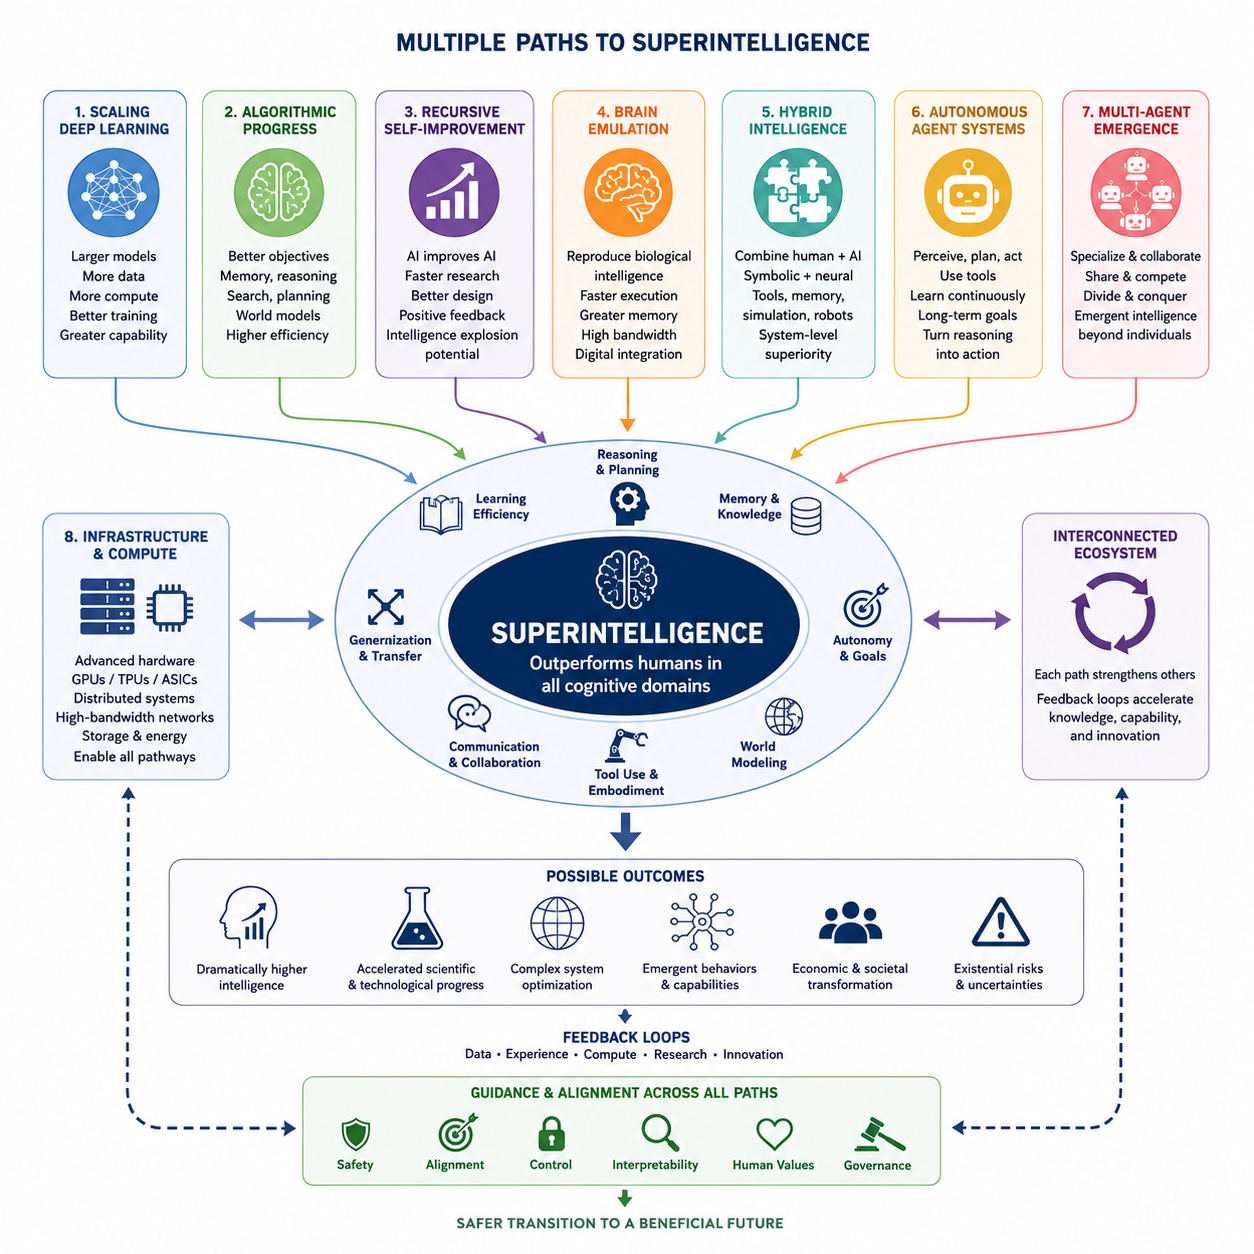 MULTIPLE PATHS TO SUPERINTELLIGENCE
1. SCALING
DEEP LEARNING
Larger models
More data
More compute
Better training
Greater capability
2. ALGORITHMIC
PROGRESS
Better objectives
Memory, reasoning
Search, planning
World models
Higher efficiency
3. RECURSIVE
SELF-IMPROVEMENT
AI improves AI
Faster research
Better design
Positive feedback
Intelligence explosion
potential
4. BRAIN
EMULATION
Reproduce biological
intelligence
Faster execution
Greater memory
High bandwidth
Digital integration
5. HYBRID
INTELLIGENCE
Combine human + AI
Symbolic + neural
Tools, memory,
simulation, robots
System-level
superiority
6. AUTONOMOUS
AGENT SYSTEMS
Perceive, plan, act
Use tools
Learn continuously
Long-term goals
Turn reasoning
into action
7. MULTI-AGENT
EMERGENCE
Specialize & collaborate
Share & compete
Divide & conquer
Emergent intelligence
beyond individuals
8. INFRASTRUCTURE
& COMPUTE
Advanced hardware
GPUs / TPUs / ASICs
Distributed systems
High-bandwidth networks
Storage & energy
Enable all pathways
Reasoning
& Planning
Learning
Efficiency
Memory &
Knowledge
Genernization
& Transfer
Autonomy
& Goals
Communication
& Collaboration
Tool Use &
Embodiment
World
Modeling
SUPERINTELLIGENCE
Outperforms humans in
all cognitive domains
INTERCONNECTED
ECOSYSTEM
Each path strengthens others
Feedback loops accelerate
knowledge, capability,
and innovation
POSSIBLE OUTCOMES
Dramatically higher
intelligence
Accelerated scientific
& technological progress
Complex system
optimization
Emergent behaviors
& capabilities
Economic & societal
transformation
Existential risks
& uncertainties
FEEDBACK LOOPS
Data • Experience • Compute • Research • Innovation
GUIDANCE & ALIGNMENT ACROSS ALL PATHS
Safety
Alignment
Control
Interpretability
Human Values
Governance
SAFER TRANSITION TO A BENEFICIAL FUTURE